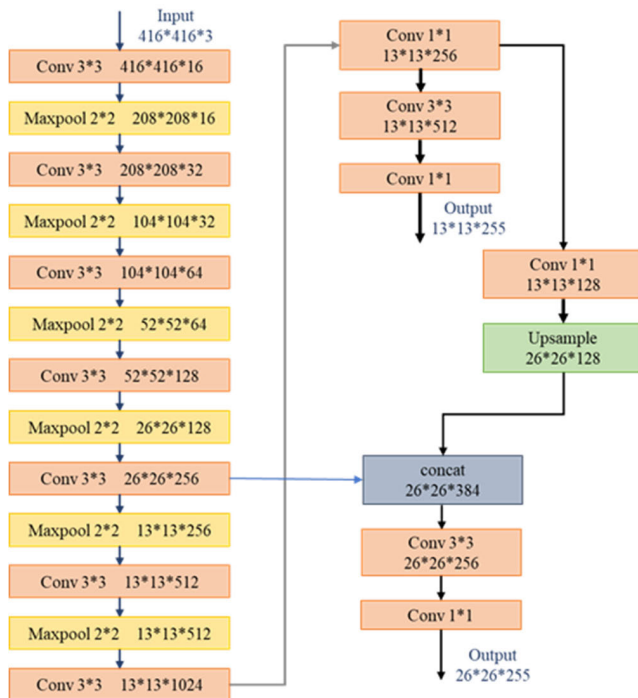 Input
416*416*3
Conv 3*3 416*416*16
Maxpool 2*2 208*208*16
Conv 3*3 208*208*32
Maxpool 2*2 104*104*32
Conv 3*3 104*104*64
Maxpool 2*2 52*52*64
Conv 3*3 52*52*128
Maxpool 2*2 26*26*128
Conv 3*3 26*26*256
Maxpool 2*2 13*13*256
Conv 3*3 13*13*512
Maxpool 2*2 13*13*512
Conv 3*3 13*13*1024
Conv 1*1
13*13*256
Conv 3*3
13*13*512
Conv 1*1
Output
13*13*255
Conv 1*1
13*13*128
Upsample
26*26*128
concat
26*26*384
Conv 3*3
26*26*256
Conv 1*1
Output
26*26*255